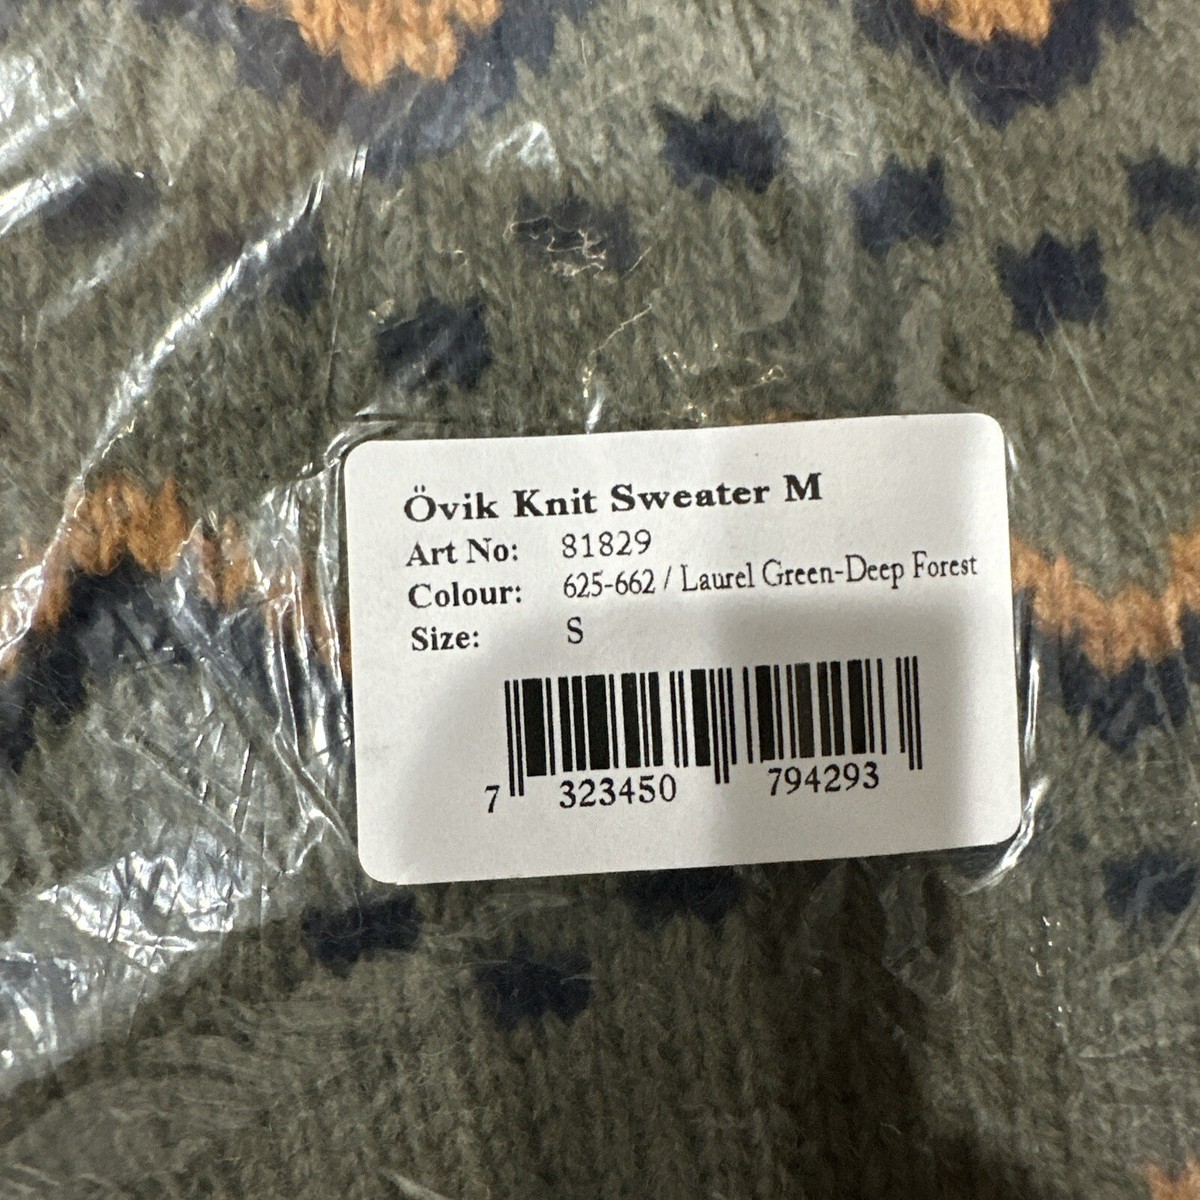 Övik Knit Sweater M
Art No: 81829
Colour: 625-662 / Laurel Green-Deep Forest
Size: S
7 323450 794293